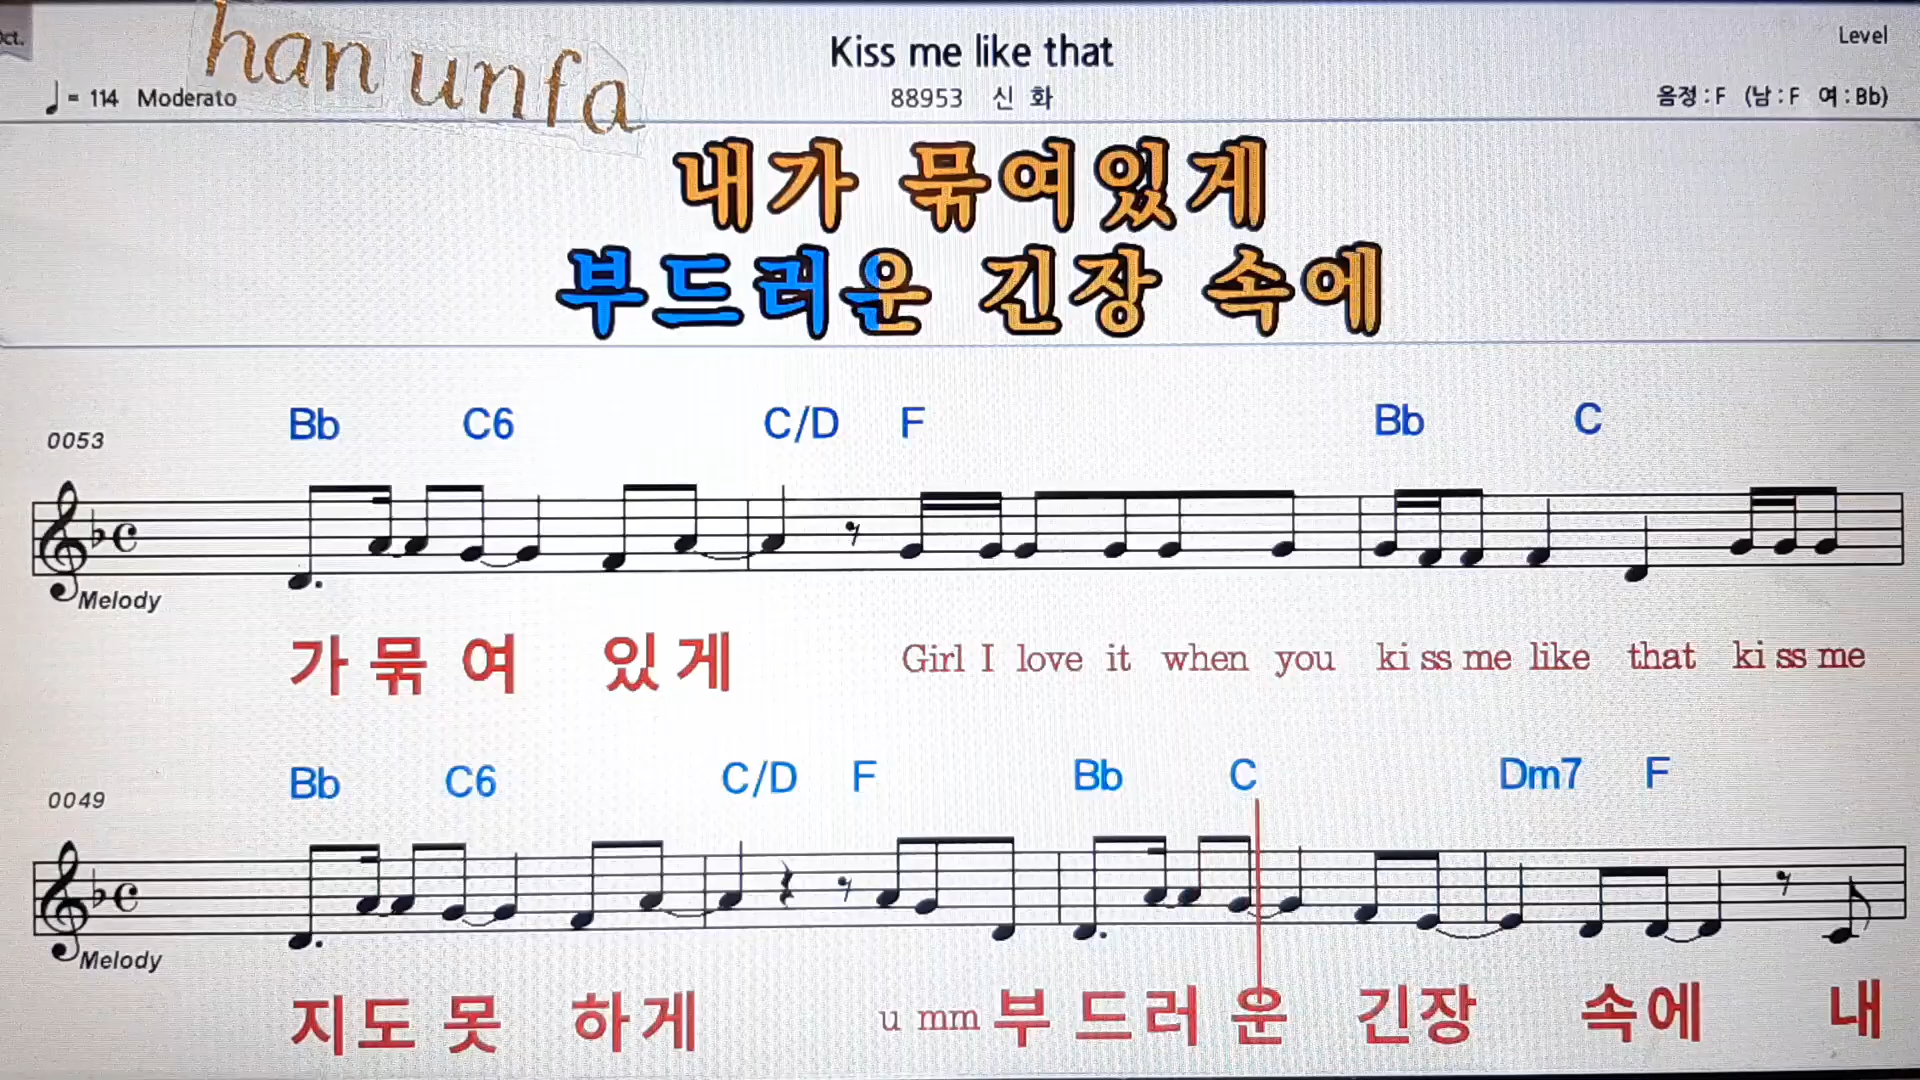 Oct.
han unfa
Kiss me like that
Level
♩= 114 Moderato
88953 신 화
음정 : F (남 : F 여 : Bb)
내가 묶여있게
부드러운 긴장 속에
Bb C6 C/D F Bb C
0053
Melody
가 묶 여 있 게 Girl I love it when you ki ss me like that ki ss me
Bb C6 C/D F Bb C Dm7 F
0049
Melody
지 도 못 하 게 u mm 부 드 러 운 긴 장 속 에 내